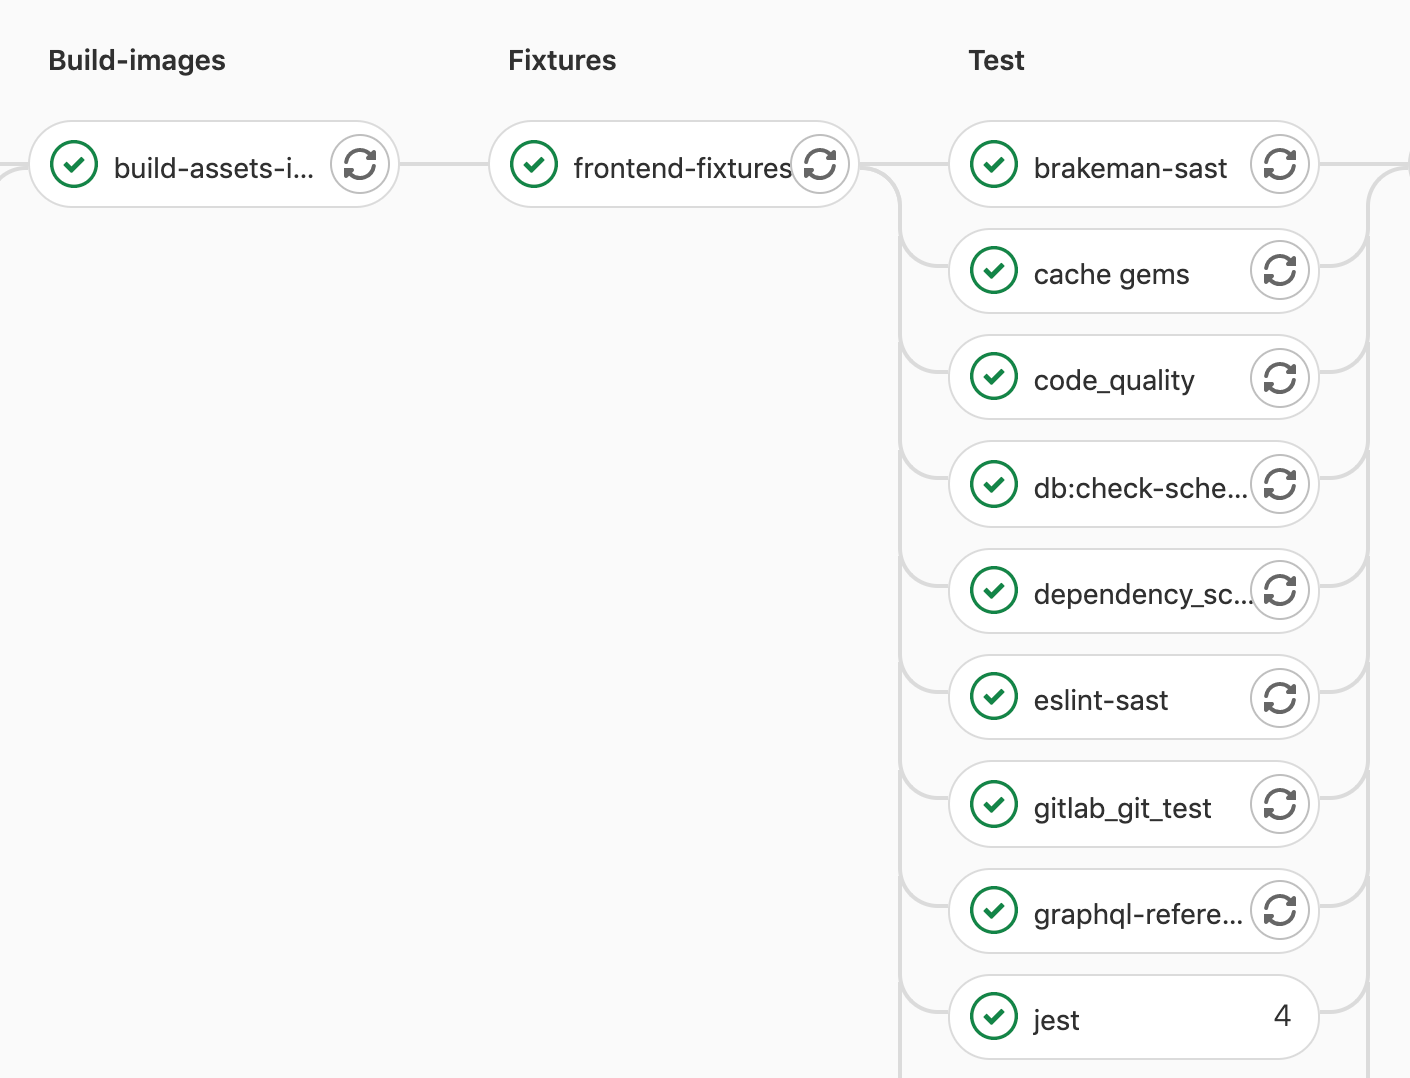 Build-images
Fixtures
Test
build-assets-i...
frontend-fixtures
brakeman-sast
cache gems
code_quality
db:check-sche...
dependency_sc...
eslint-sast
gitlab_git_test
graphql-refere...
jest 4